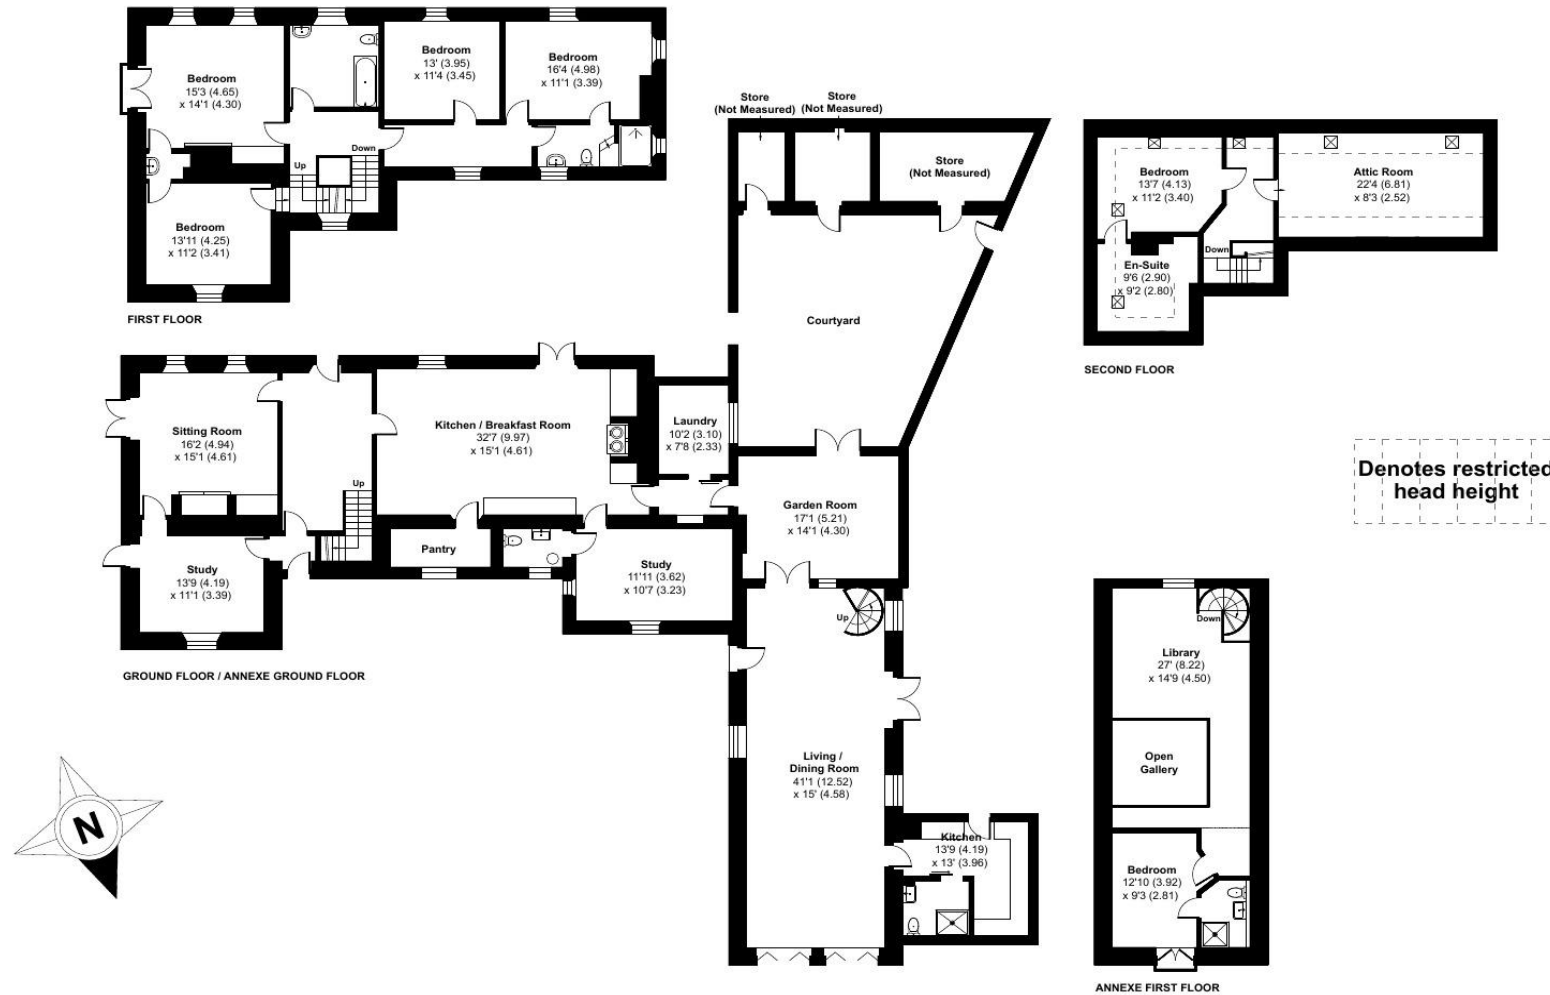 Bedroom
15'3 (4.65)
x 14'1 (4.30)
Bedroom
13' (3.95)
x 11'4 (3.45)
Bedroom
16'4 (4.98)
x 11'1 (3.39)
Up
Down
Bedroom
13'11 (4.25)
x 11'2 (3.41)
FIRST FLOOR
Store
(Not Measured)
Store
(Not Measured)
Store
(Not Measured)
Courtyard
Bedroom
13'7 (4.13)
x 11'2 (3.40)
Attic Room
22'4 (6.81)
x 8'3 (2.52)
Down
En-Suite
9'6 (2.90)
x 9'2 (2.80)
SECOND FLOOR
Sitting Room
16'2 (4.94)
x 15'1 (4.61)
Kitchen / Breakfast Room
32'7 (9.97)
x 15'1 (4.61)
Laundry
10'2 (3.10)
x 7'8 (2.33)
Up
Garden Room
17'1 (5.21)
x 14'1 (4.30)
Pantry
Study
13'9 (4.19)
x 11'1 (3.39)
Study
11'11 (3.62)
x 10'7 (3.23)
Up
GROUND FLOOR / ANNEXE GROUND FLOOR
Denotes restricted
head height
Down
Library
27' (8.22)
x 14'9 (4.50)
Open
Gallery
Living /
Dining Room
41'1 (12.52)
x 15' (4.58)
N
Kitchen
13'9 (4.19)
x 13' (3.96)
Bedroom
12'10 (3.92)
x 9'3 (2.81)
ANNEXE FIRST FLOOR